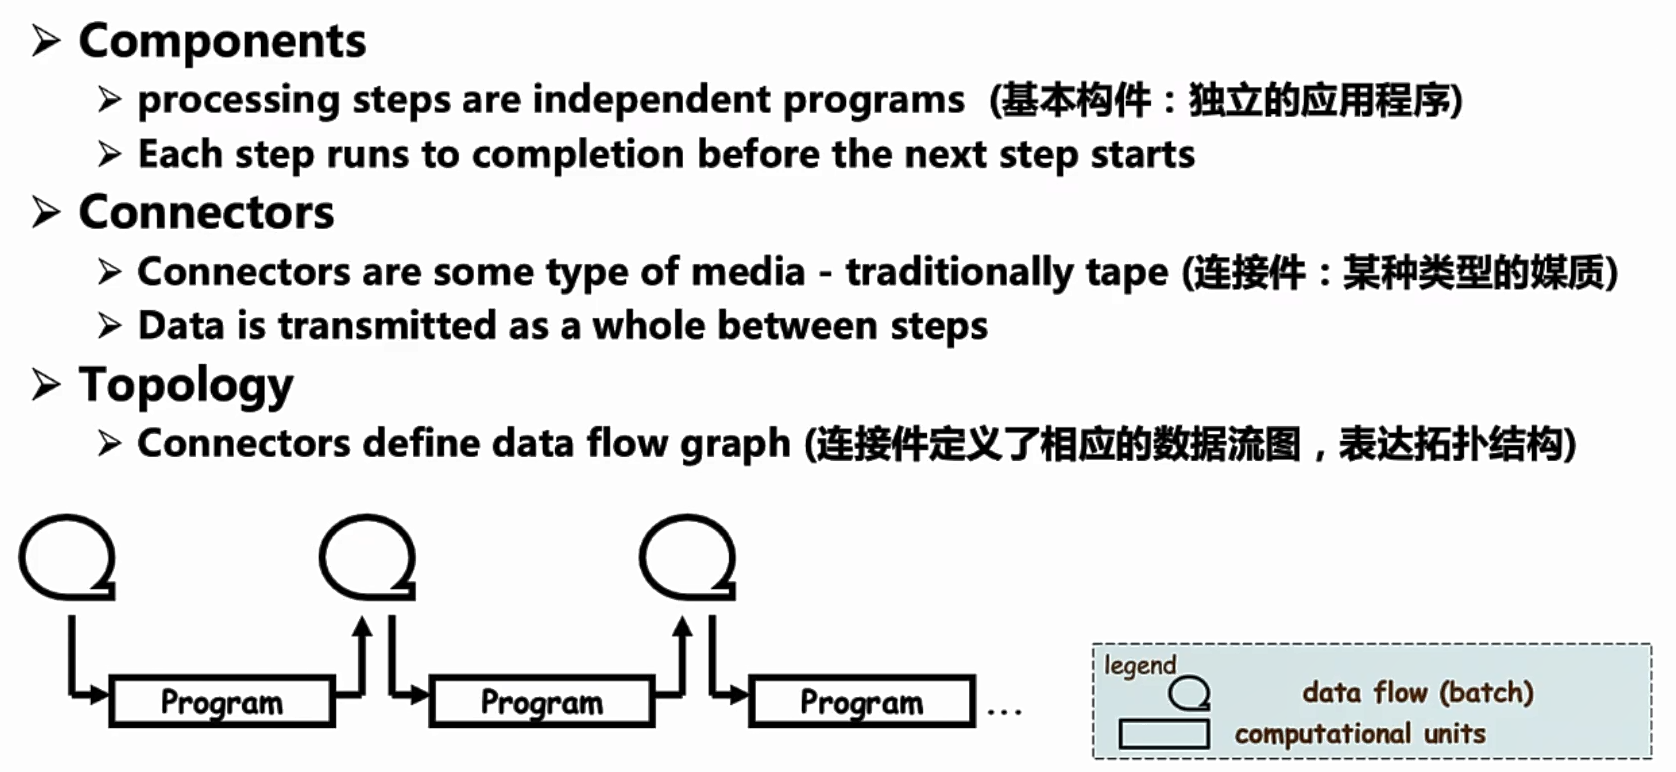 ➢ Components
➢ processing steps are independent programs (基本构件：独立的应用程序)
➢ Each step runs to completion before the next step starts
➢ Connectors
➢ Connectors are some type of media - traditionally tape (连接件：某种类型的媒质)
➢ Data is transmitted as a whole between steps
➢ Topology
➢ Connectors define data flow graph (连接件定义了相应的数据流图，表达拓扑结构)
Program
Program
Program
...
legend
data flow (batch)
computational units